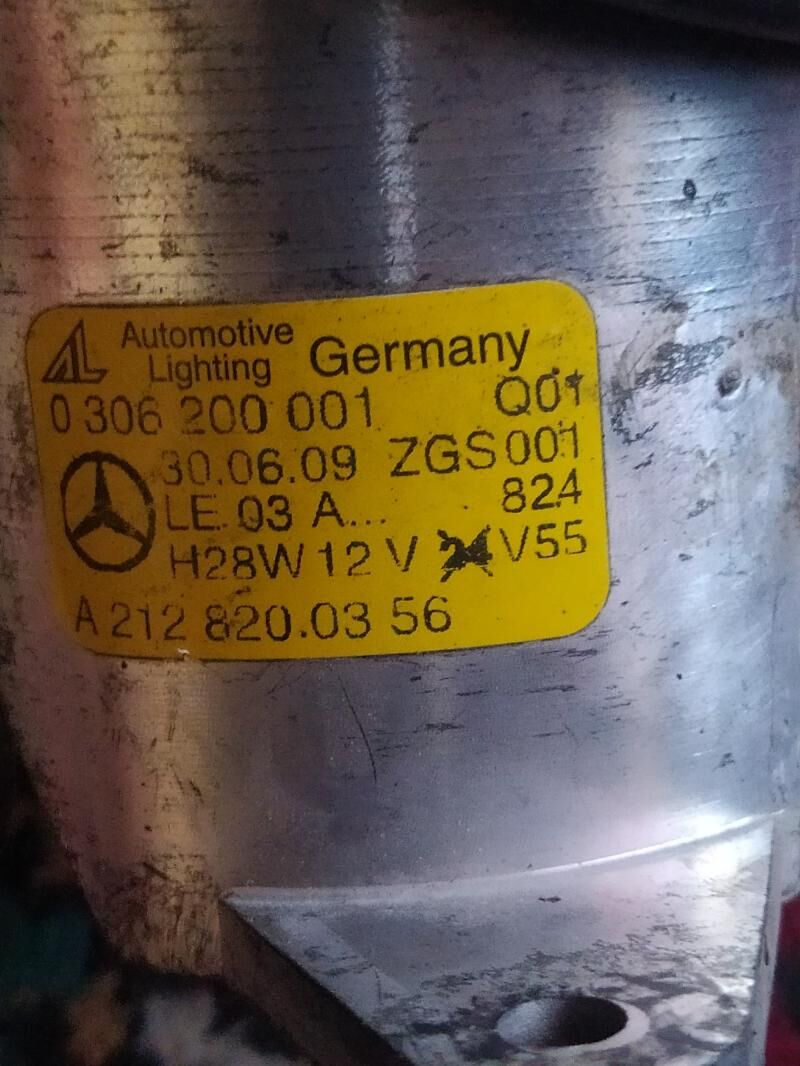 AL Automotive Lighting Germany
0 306 200 001 Q01
30.06.09 ZGS 001
LE 03 A... 824
H28W 12 V V55
A 212 820.03 56